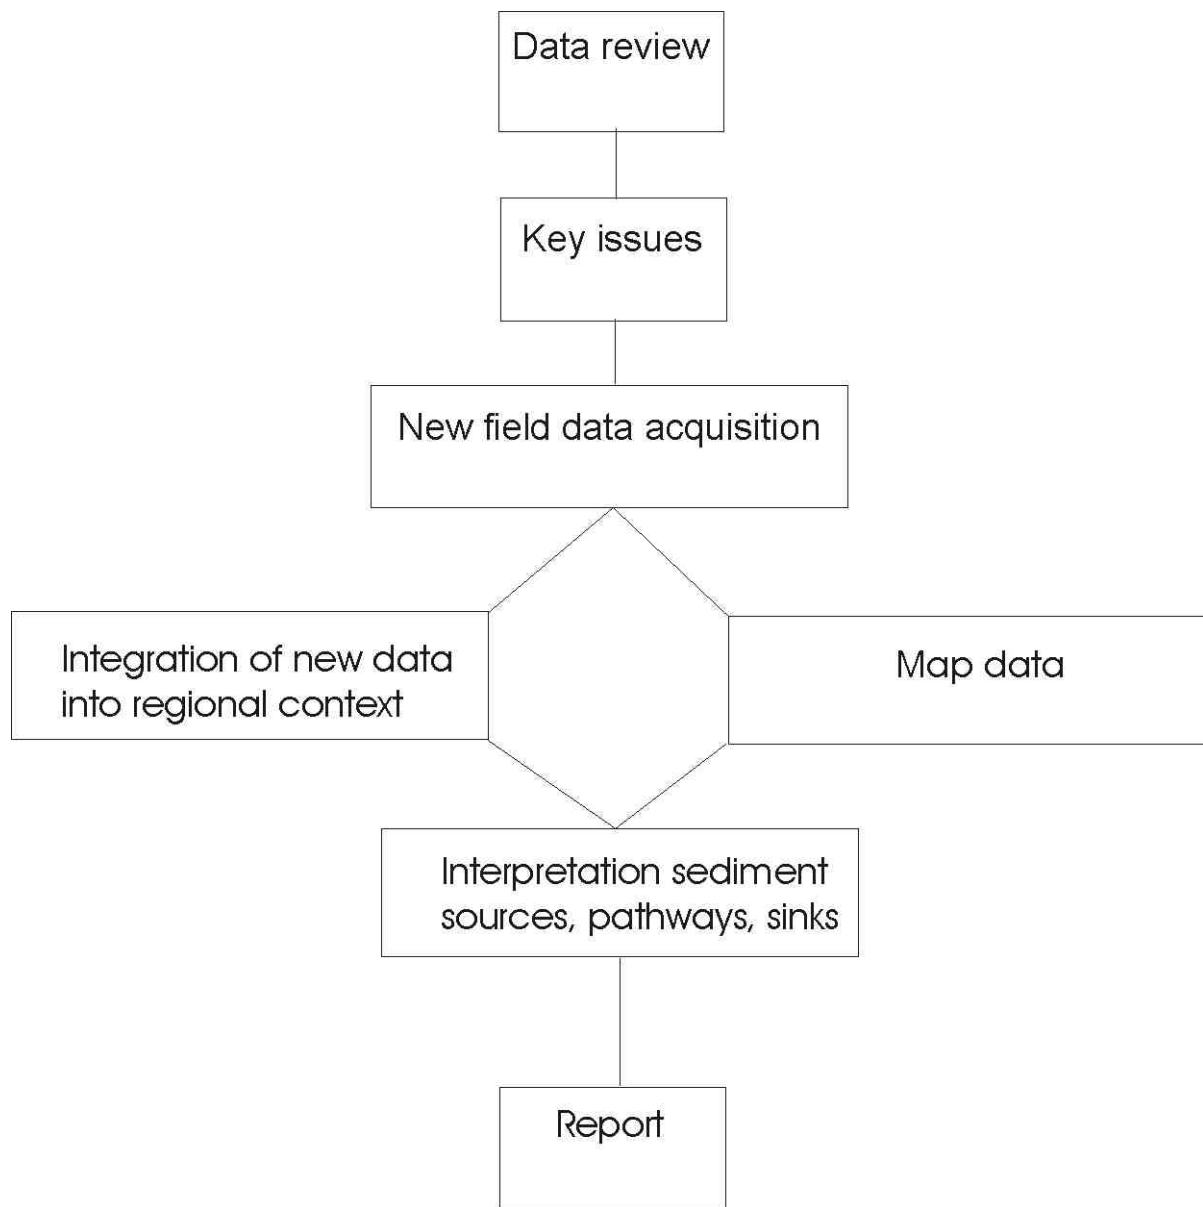 Data review
Key issues
New field data acquisition
Integration of new data
into regional context
Map data
Interpretation sediment
sources, pathways, sinks
Report